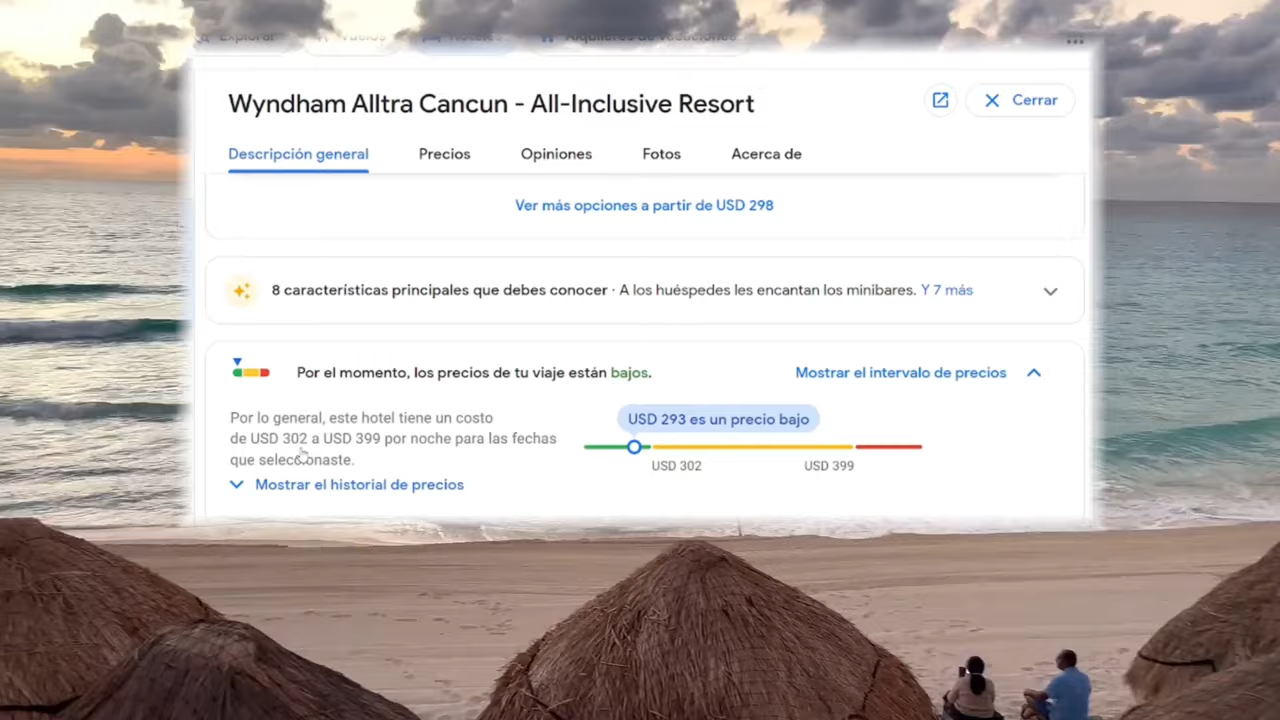 Wyndham Alltra Cancun - All-Inclusive Resort
Cerrar
Descripción general
Precios
Opiniones
Fotos
Acerca de
Ver más opciones a partir de USD 298
8 características principales que debes conocer · A los huéspedes les encantan los minibares. Y 7 más
Por el momento, los precios de tu viaje están bajos.
Mostrar el intervalo de precios
Por lo general, este hotel tiene un costo
de USD 302 a USD 399 por noche para las fechas
que seleccionaste.
USD 293 es un precio bajo
USD 302
USD 399
Mostrar el historial de precios